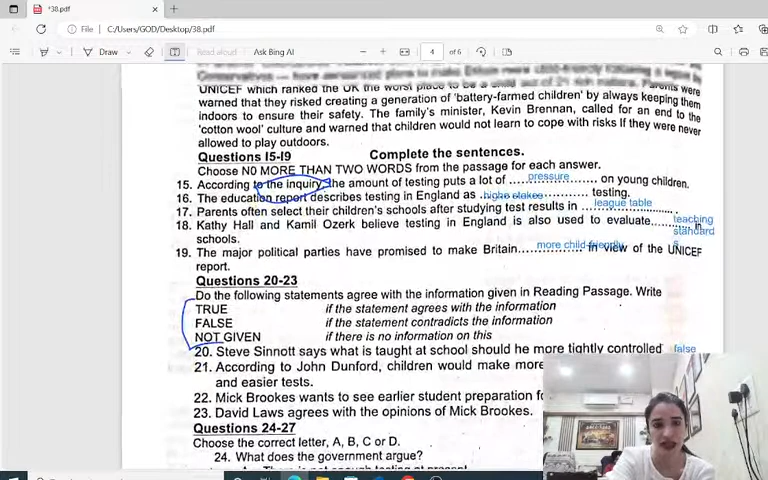 *38.pdf
File C:/Users/GOD/Desktop/38.pdf
Draw Read aloud Ask Bing AI 4 of 6
UNICEF which ranked the UK the worst place to be a child out of 21 rich nations. Parents were
warned that they risked creating a generation of 'battery-farmed children' by always keeping them
indoors to ensure their safety. The family's minister, Kevin Brennan, called for an end to the
'cotton wool' culture and warned that children would not learn to cope with risks If they were never
allowed to play outdoors.
Questions 15-19 Complete the sentences.
Choose N0 MORE THAN TWO WORDS from the passage for each answer.
15. According to the inquiry, the amount of testing puts a lot of ... pressure ... on young children.
16. The education report describes testing in England as ... highe stakes ... testing.
17. Parents often select their children's schools after studying test results in ... league table ...
18. Kathy Hall and Kamil Ozerk believe testing in England is also used to evaluate... teaching standards in
schools.
19. The major political parties have promised to make Britain... more child-friendly ... in view of the UNICEF
report.
Questions 20-23
Do the following statements agree with the information given in Reading Passage. Write
TRUE if the statement agrees with the information
FALSE if the statement contradicts the information
NOT GIVEN if there is no information on this
20. Steve Sinnott says what is taught at school should he more tightly controlled false
21. According to John Dunford, children would make more
and easier tests.
22. Mick Brookes wants to see earlier student preparation
23. David Laws agrees with the opinions of Mick Brookes.
Questions 24-27
Choose the correct letter, A, B, C or D.
24. What does the government argue?